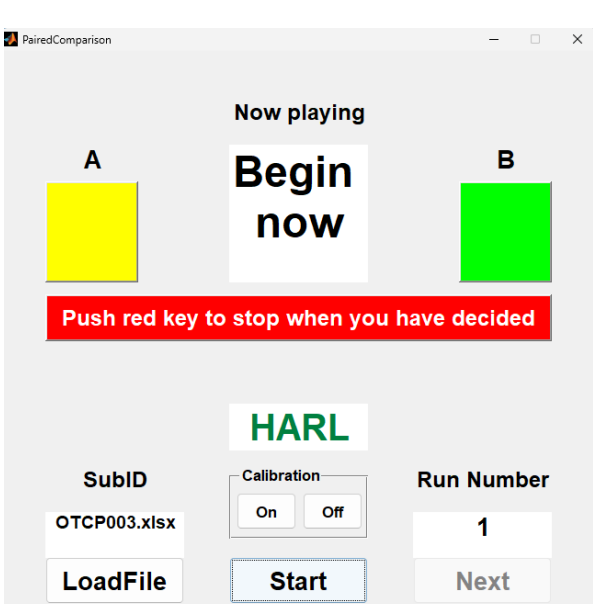 PairedComparison
Now playing
A
B
Begin
now
Push red key to stop when you have decided
HARL
SubID
Calibration
Run Number
On
Off
OTCP003.xlsx
1
LoadFile
Start
Next